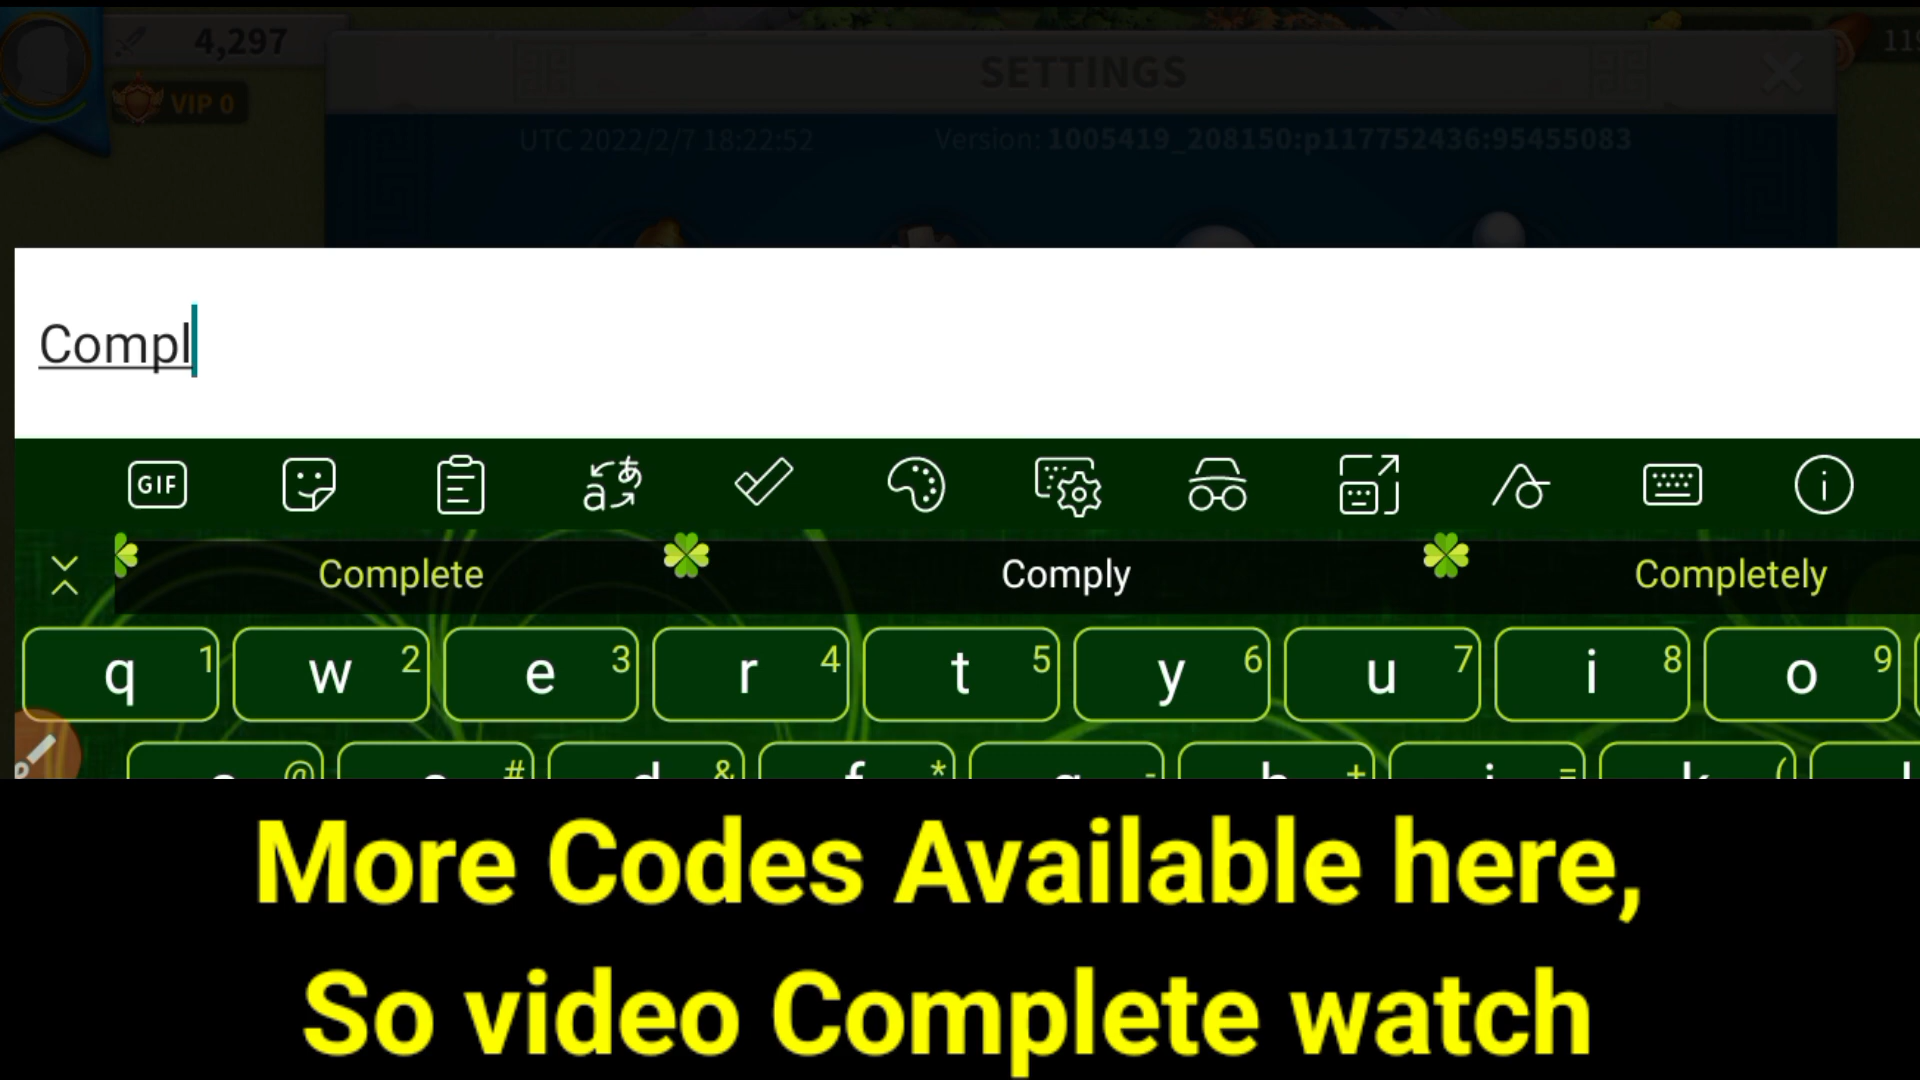 4,297
SETTINGS
VIP 0
UTC 2022/2/7 18:22:52
Version: 1005419_208150:p117752436:95455083
Compl
GIF
Complete Comply Completely
q 1 w 2 e 3 r 4 t 5 y 6 u 7 i 8 o 9
@ # d & f * - h + j = k (
More Codes Available here,
So video Complete watch